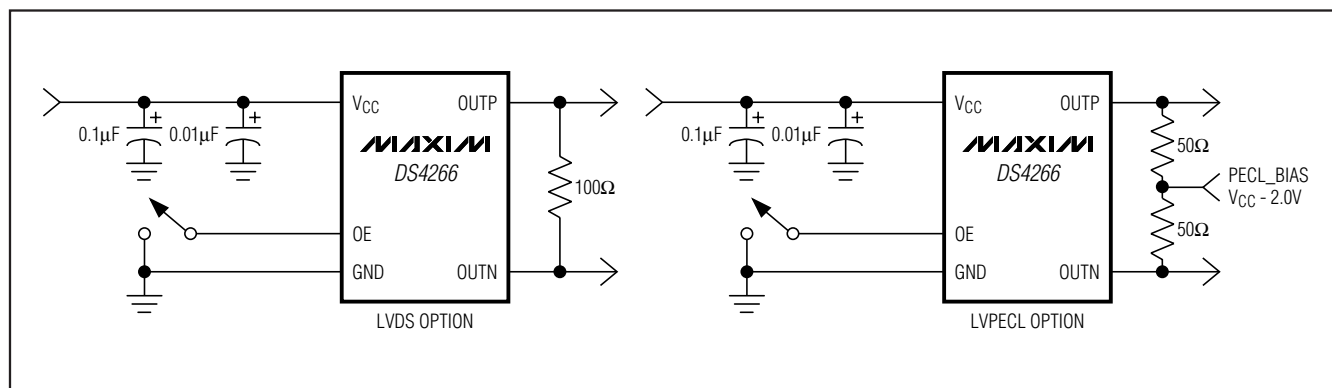 VCC OUTP
+ +
0.1µF 0.01µF
MAXIM
DS4266
100Ω
OE
GND OUTN
LVDS OPTION
VCC OUTP
+ +
0.1µF 0.01µF
MAXIM
DS4266
50Ω
PECL_BIAS
VCC - 2.0V
50Ω
OE
GND OUTN
LVPECL OPTION